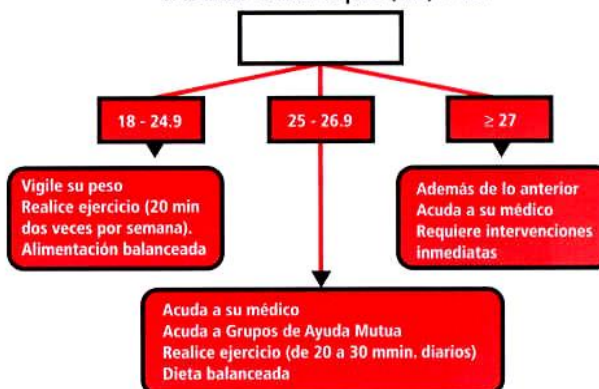 18 - 24.9
25 - 26.9
≥ 27
Vigile su peso
Realice ejercicio (20 min
dos veces por semana).
Alimentación balanceada
Además de lo anterior
Acuda a su médico
Requiere intervenciones
inmediatas
Acuda a su médico
Acuda a Grupos de Ayuda Mutua
Realice ejercicio (de 20 a 30 mmin. diarios)
Dieta balanceada